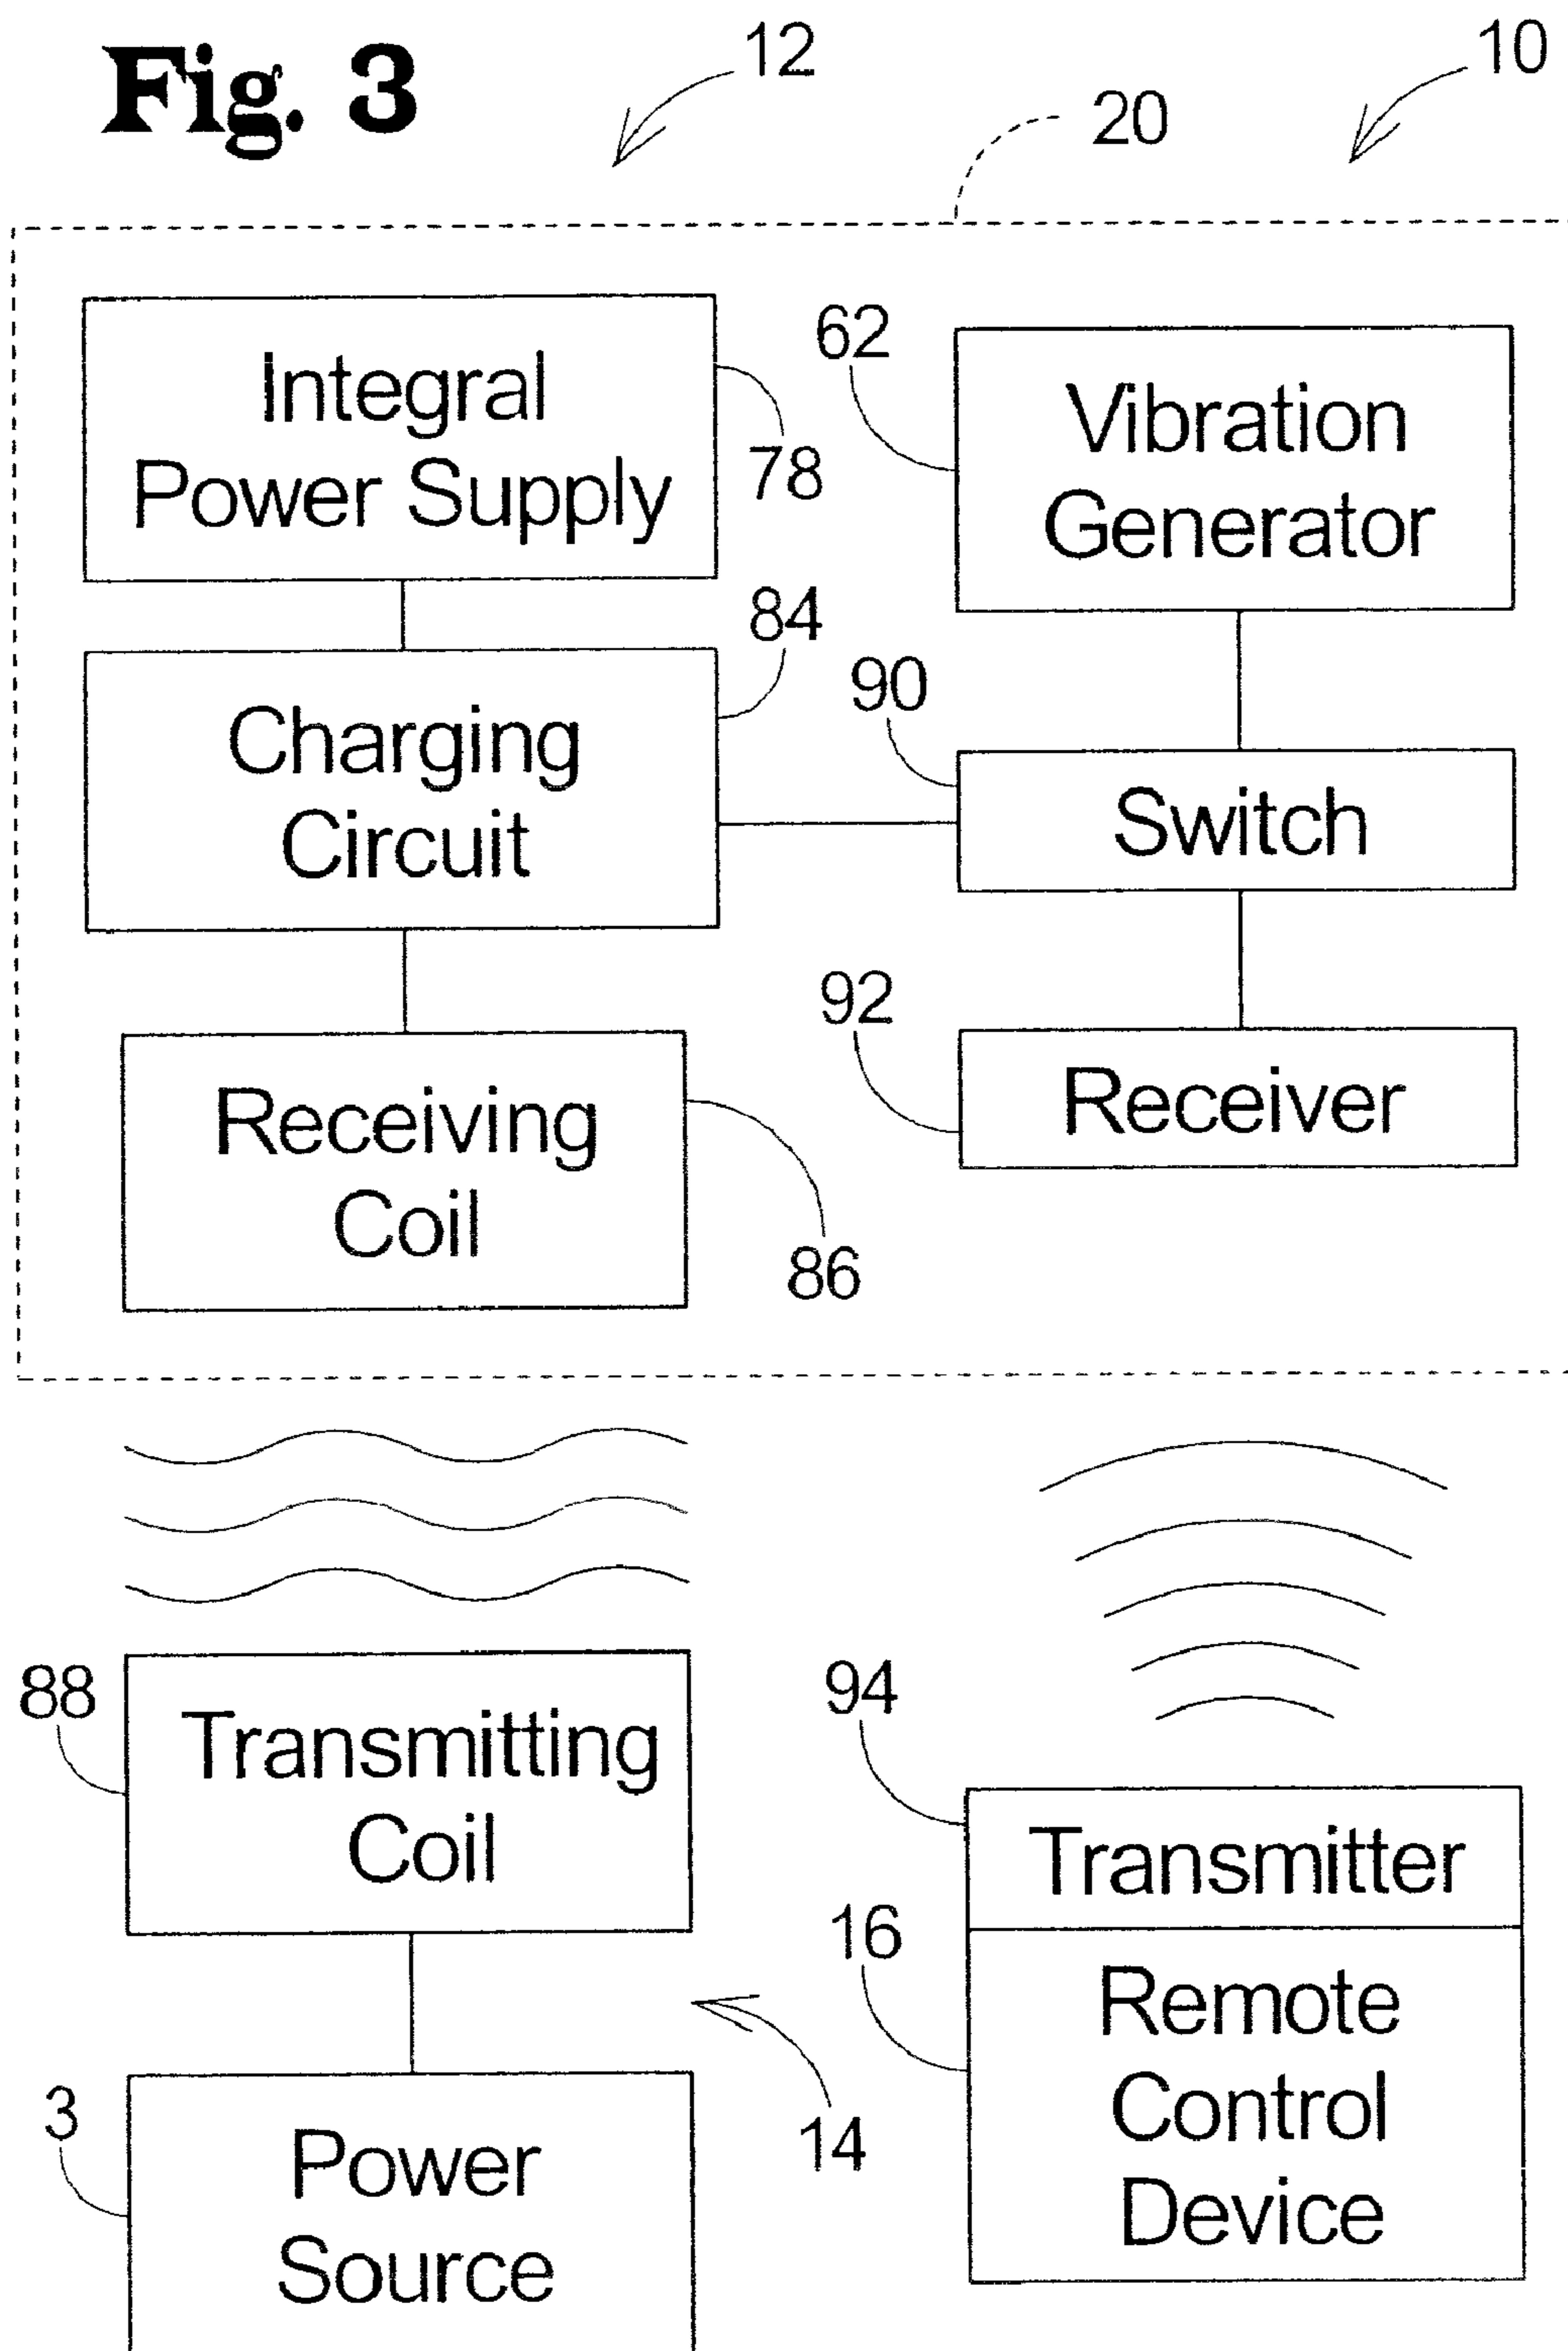 Fig. 3
12
10
20
Integral
Power Supply
78
62
Vibration
Generator
84
Charging
Circuit
90
Switch
92
Receiver
Receiving
Coil
86
88
Transmitting
Coil
94
Transmitter
16
Remote
Control
Device
14
3
Power
Source